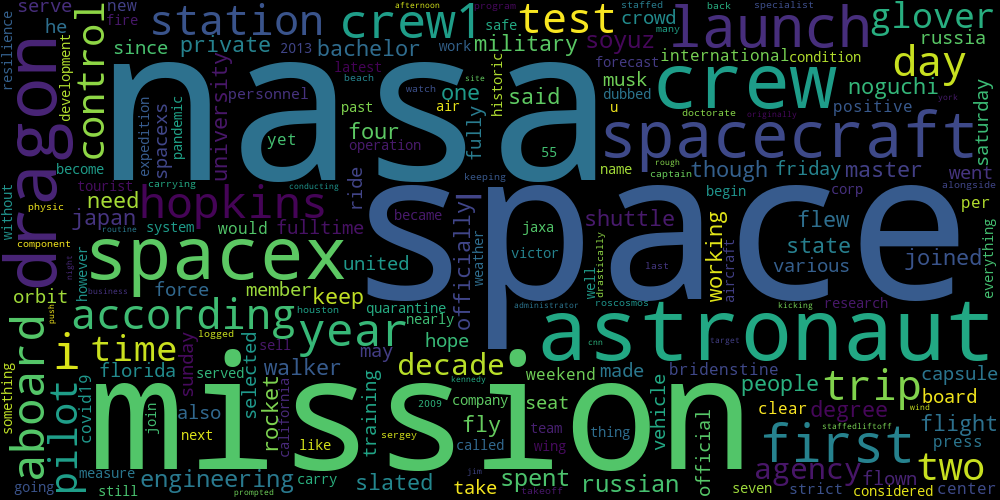 nasa
space
mission
astronaut
crew
spacecraft
spacex
dragon
launch
first
station
crew1
test
glover
day
control
hopkins
according
year
aboard
pilot
i
time
decade
trip
two
agency
engineering
private
bachelor
military
soyuz
crowd
russia
international
condition
noguchi
musk
forecast
dubbed
u
positive
doctorate
originally
york
saturday
serve
new
fire
he
resilience
development
since
2013
latest
afternoon
program
staffed
back
specialist
many
work
beach
site
watch
safe
historic
one
said
air
past
four
operation
fully
university
personnel
spacexs
expedition
pandemic
yet
ride
55
name
rough
captain
though
friday
master
went
become
tourist
carrying
conducting
keeping
begin
corp
alongside
per
without
physic
need
japan
component
routine
system
would
fulltime
became
jaxa
shuttle
victor
last
officially
weather
well
drastically
working
aircraft
flew
state
various
joined
everything
however
orbit
night
business
push
force
member
united
houston
keep
quarantine
nearly
administrator
roscosmos
kicking
research
cnn
target
something
covid19
florida
sunday
logged
served
sell
selected
walker
may
hope
weekend
made
bridenstine
people
capsule
clear
degree
board
wind
staffedliftoff
flight
press
join
also
next
rocket
california
like
training
kennedy
2009
company
fly
called
seat
team
wing
thing
vehicle
official
going
measure
still
prompted
carry
slated
sergey
takeoff
jim
take
spent
russian
seven
strict
flown
considered
center